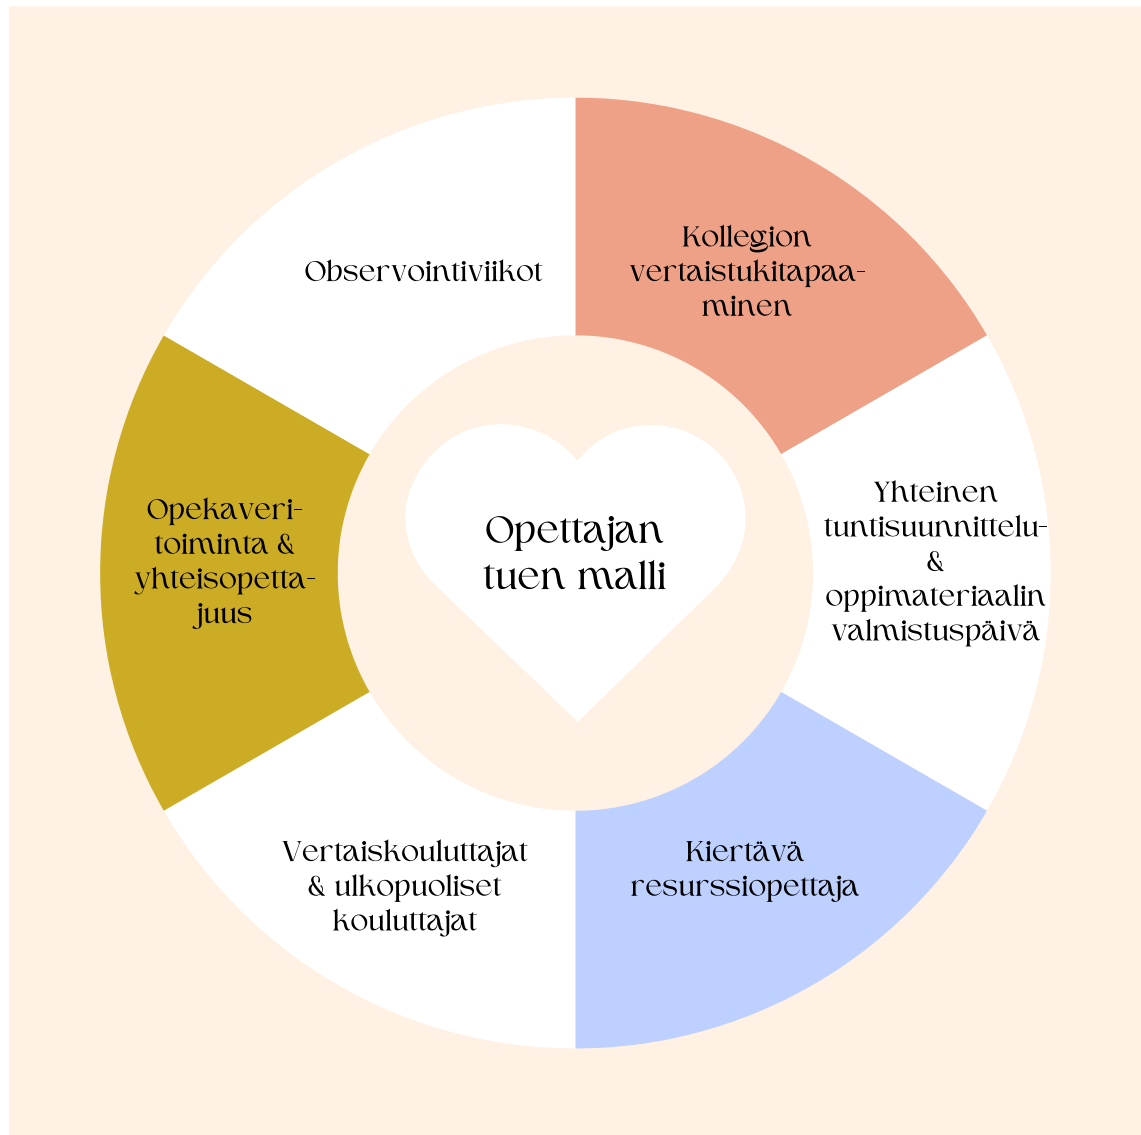 Kollegion
vertaistukitapaa-
minen
Yhteinen
tuntisuunnittelu-
&
oppimateriaalin
valmistuspäivä
Kiertävä
resurssiopettaja
Vertaiskouluttajat
& ulkopuoliset
kouluttajat
Opekaveri-
toiminta &
yhteisopetta-
juus
Observointiviikot
Opettajan
tuen malli